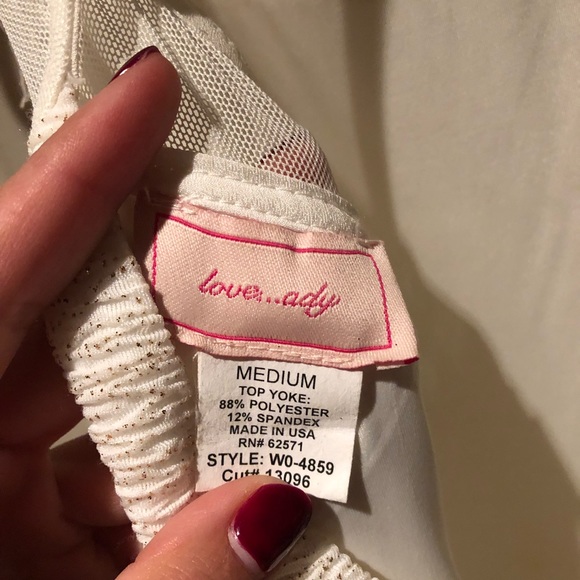 love...ady
MEDIUM
TOP YOKE:
88% POLYESTER
12% SPANDEX
MADE IN USA
RN# 62571
STYLE: W0-4859
Cut# 13096